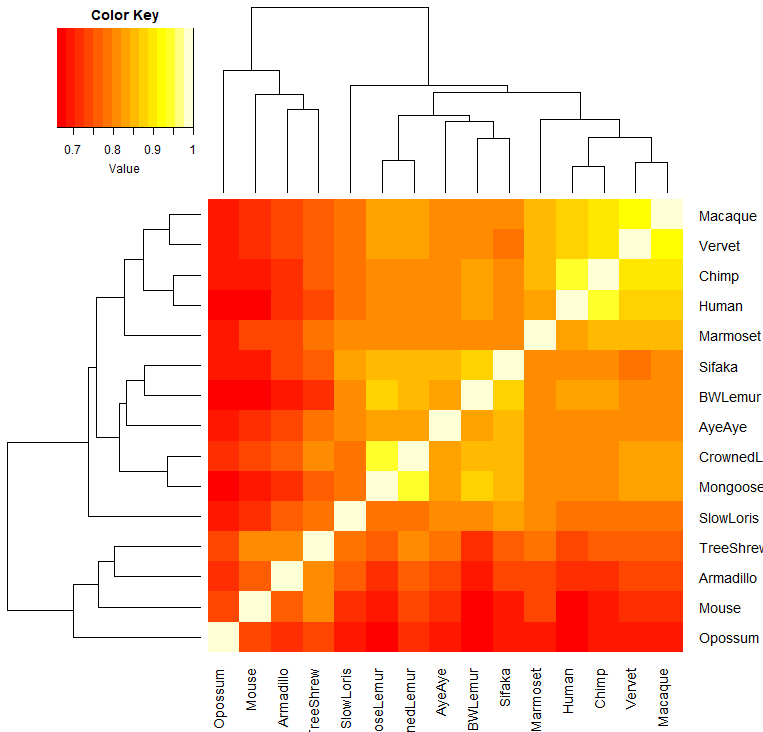 Color Key
0.7 0.8 0.9 1
Value
Macaque
Vervet
Chimp
Human
Marmoset
Sifaka
BWLemur
AyeAye
CrownedL
Mongoose
SlowLoris
TreeShrew
Armadillo
Mouse
Opossum
Opossum
Mouse
Armadillo
TreeShrew
SlowLoris
oseLemur
nedLemur
AyeAye
BWLemur
Sifaka
Marmoset
Human
Chimp
Vervet
Macaque